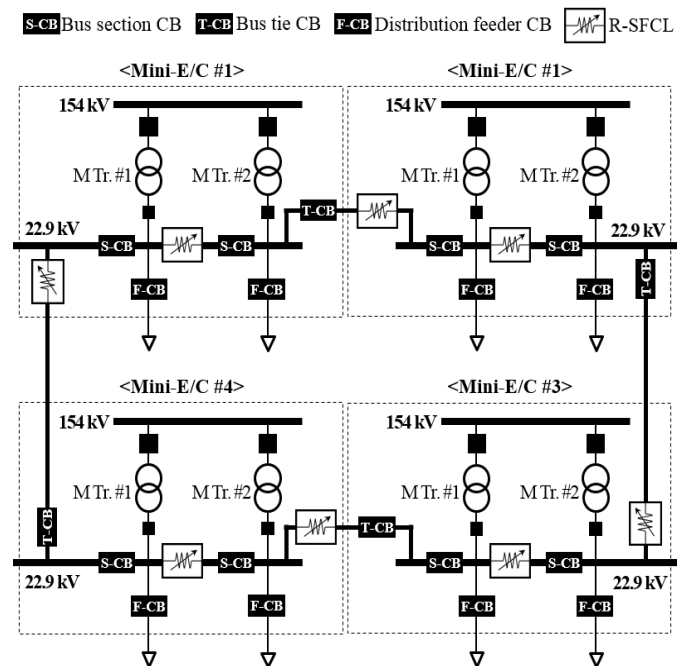 S-CB Bus section CB T-CB Bus tie CB F-CB Distribution feeder CB R-SFCL
<Mini-E/C #1> <Mini-E/C #1>
154 kV 154 kV
M Tr. #1 M Tr. #2 M Tr. #1 M Tr. #2
T-CB
22.9 kV S-CB S-CB S-CB S-CB 22.9 kV
T-CB
F-CB F-CB F-CB F-CB
<Mini-E/C #4> <Mini-E/C #3>
154 kV 154 kV
M Tr. #1 M Tr. #2 M Tr. #1 M Tr. #2
T-CB T-CB
S-CB S-CB S-CB S-CB
22.9 kV 22.9 kV
F-CB F-CB F-CB F-CB